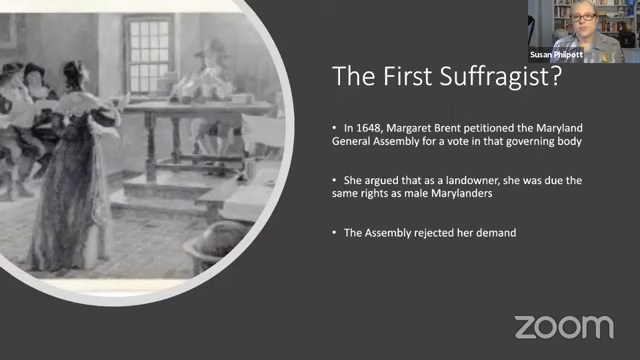 Susan Philpott
The First Suffragist?
• In 1648, Margaret Brent petitioned the Maryland
General Assembly for a vote in that governing body
• She argued that as a landowner, she was due the
same rights as male Marylanders
• The Assembly rejected her demand
zoom